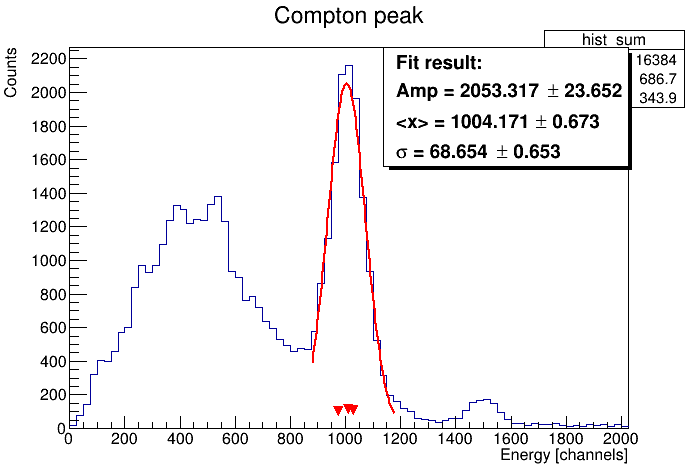 Compton peak
hist_sum
16384
686.7
343.9
Fit result:
Amp = 2053.317 ± 23.652
<x> = 1004.171 ± 0.673
σ = 68.654 ± 0.653
Counts
2200
2000
1800
1600
1400
1200
1000
800
600
400
200
0
0 200 400 600 800 1000 1200 1400 1600 1800 2000
Energy [channels]